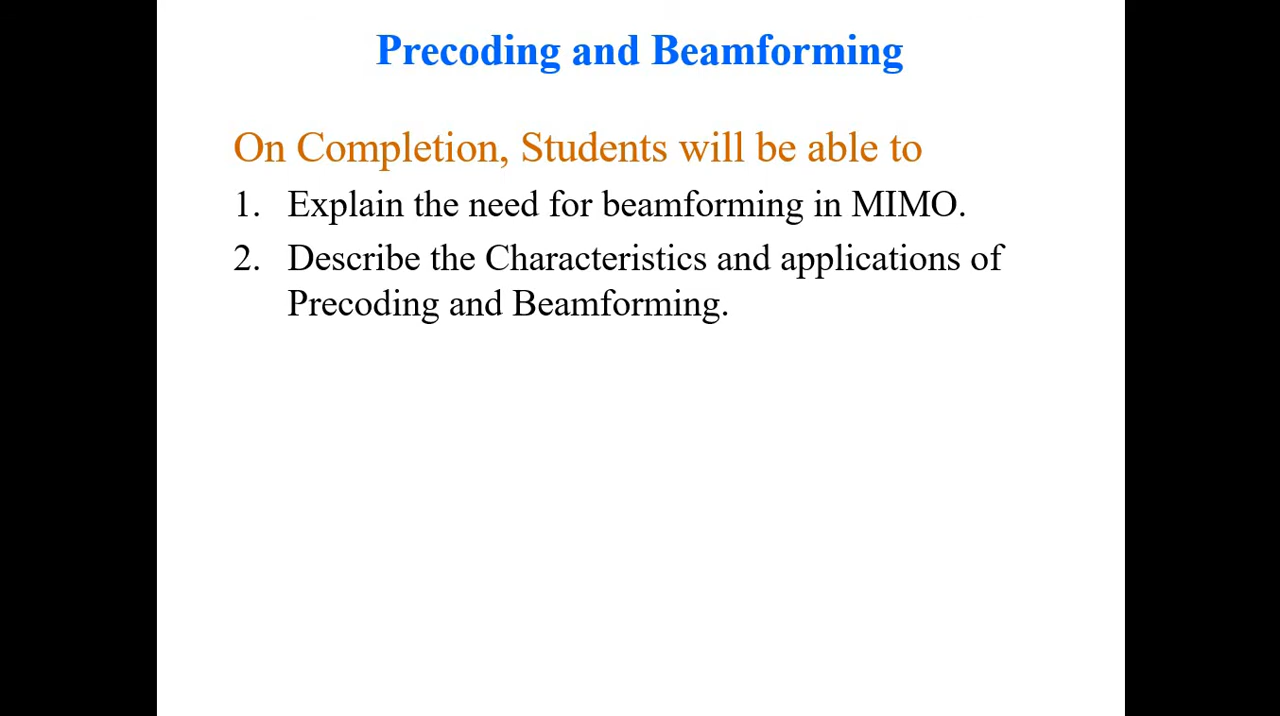 Precoding and Beamforming
On Completion, Students will be able to
1. Explain the need for beamforming in MIMO.
2. Describe the Characteristics and applications of
Precoding and Beamforming.